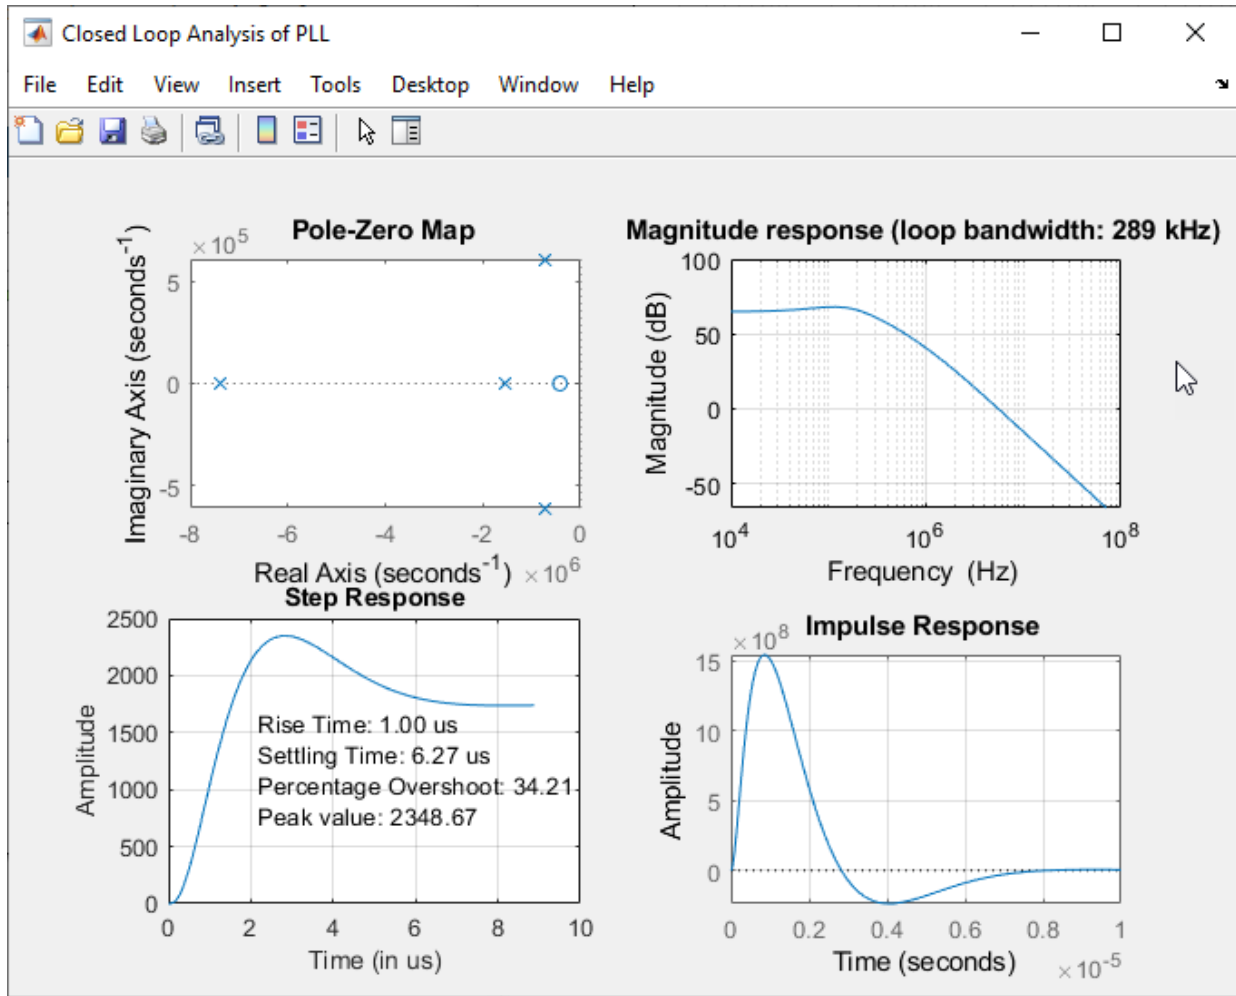 Closed Loop Analysis of PLL
File Edit View Insert Tools Desktop Window Help
Pole-Zero Map
×10^5
Imaginary Axis (seconds^-1)
5
0
-5
-8 -6 -4 -2 0
Real Axis (seconds^-1) ×10^6
Magnitude response (loop bandwidth: 289 kHz)
Magnitude (dB)
100
50
0
-50
10^4 10^6 10^8
Frequency (Hz)
Step Response
Amplitude
2500
2000
1500
1000
500
0
Rise Time: 1.00 us
Settling Time: 6.27 us
Percentage Overshoot: 34.21
Peak value: 2348.67
0 2 4 6 8 10
Time (in us)
×10^8
Impulse Response
Amplitude
15
10
5
0
0 0.2 0.4 0.6 0.8 1
Time (seconds) ×10^-5